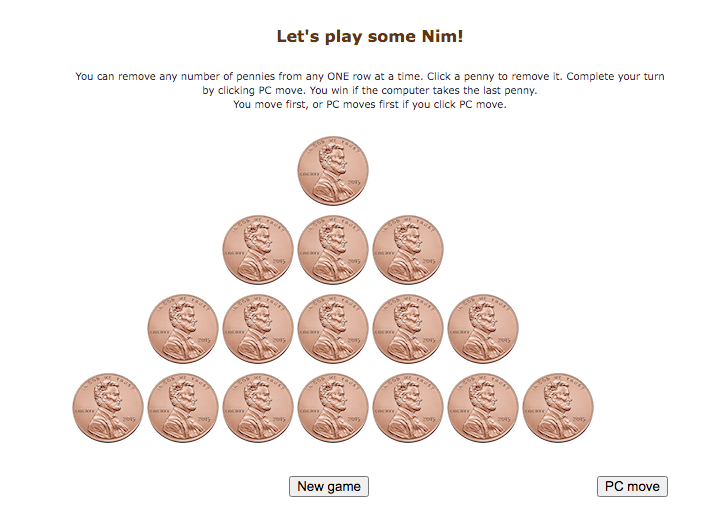 Let's play some Nim!
You can remove any number of pennies from any ONE row at a time. Click a penny to remove it. Complete your turn
by clicking PC move. You win if the computer takes the last penny.
You move first, or PC moves first if you click PC move.
New game
PC move